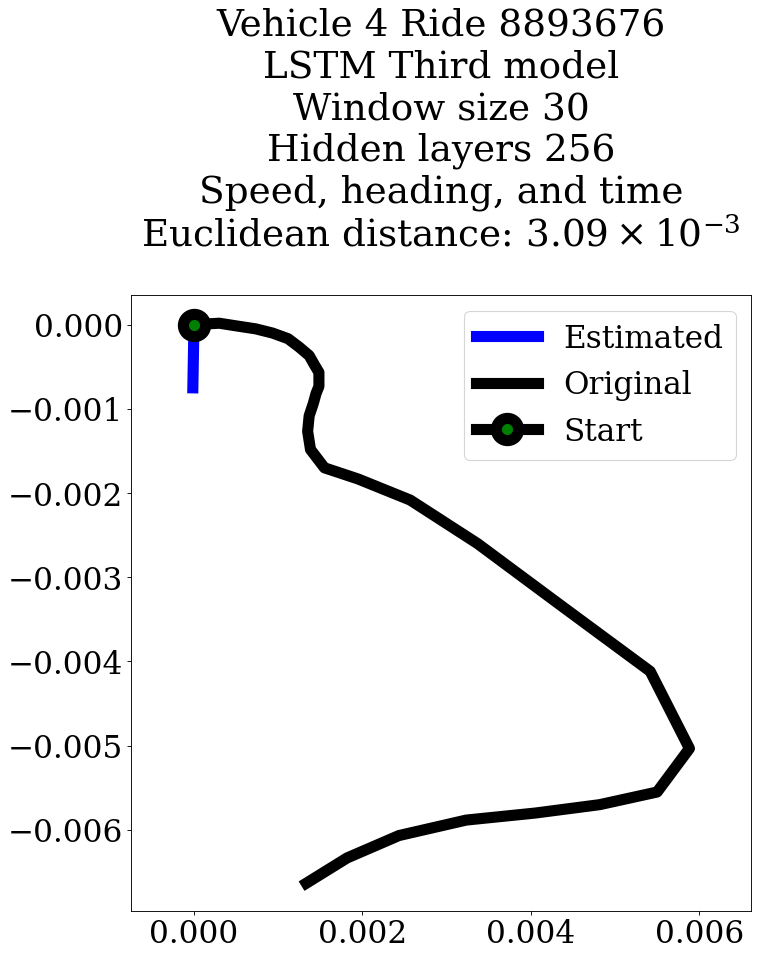 Vehicle 4 Ride 8893676
LSTM Third model
Window size 30
Hidden layers 256
Speed, heading, and time
Euclidean distance: 3.09 × 10⁻³
Estimated
Original
Start
0.000
−0.001
−0.002
−0.003
−0.004
−0.005
−0.006
0.000 0.002 0.004 0.006